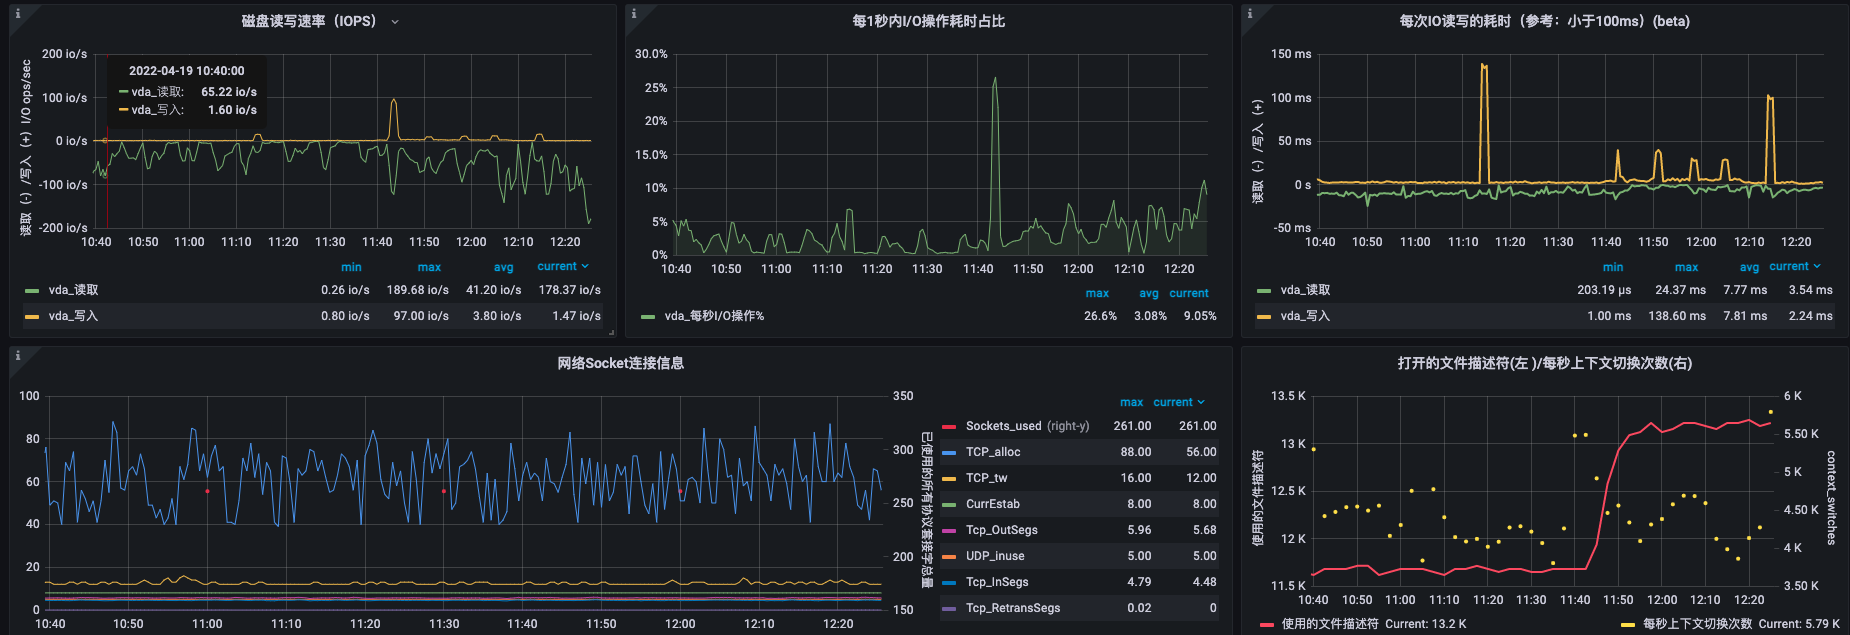 磁盘读写速率（IOPS）
读取（-）/写入（+）I/O ops/sec
200 io/s
100 io/s
0 io/s
-100 io/s
-200 io/s
2022-04-19 10:40:00
vda_读取: 65.22 io/s
vda_写入: 1.60 io/s
10:40 10:50 11:00 11:10 11:20 11:30 11:40 11:50 12:00 12:10 12:20
min max avg current
vda_读取 0.26 io/s 189.68 io/s 41.20 io/s 178.37 io/s
vda_写入 0.80 io/s 97.00 io/s 3.80 io/s 1.47 io/s
每1秒内I/O操作耗时占比
30.0%
25%
20%
15.0%
10%
5%
0%
10:40 10:50 11:00 11:10 11:20 11:30 11:40 11:50 12:00 12:10 12:20
max avg current
vda_每秒I/O操作% 26.6% 3.08% 9.05%
每次IO读写的耗时（参考：小于100ms）(beta)
读取（-）/写入（+）
150 ms
100 ms
50 ms
0 s
-50 ms
10:40 10:50 11:00 11:10 11:20 11:30 11:40 11:50 12:00 12:10 12:20
min max avg current
vda_读取 203.19 µs 24.37 ms 7.77 ms 3.54 ms
vda_写入 1.00 ms 138.60 ms 7.81 ms 2.24 ms
网络Socket连接信息
100
80
60
40
20
0
350
300
250
200
150
已使用的所有协议套接字总量
10:40 10:50 11:00 11:10 11:20 11:30 11:40 11:50 12:00 12:10 12:20
max current
Sockets_used (right-y) 261.00 261.00
TCP_alloc 88.00 56.00
TCP_tw 16.00 12.00
CurrEstab 8.00 8.00
Tcp_OutSegs 5.96 5.68
UDP_inuse 5.00 5.00
Tcp_InSegs 4.79 4.48
Tcp_RetransSegs 0.02 0
打开的文件描述符(左 )/每秒上下文切换次数(右)
使用的文件描述符
13.5 K
13 K
12.5 K
12 K
11.5 K
6 K
5.50 K
5 K
4.50 K
4 K
3.50 K
context_switches
10:40 10:50 11:00 11:10 11:20 11:30 11:40 11:50 12:00 12:10 12:20
使用的文件描述符 Current: 13.2 K
每秒上下文切换次数 Current: 5.79 K